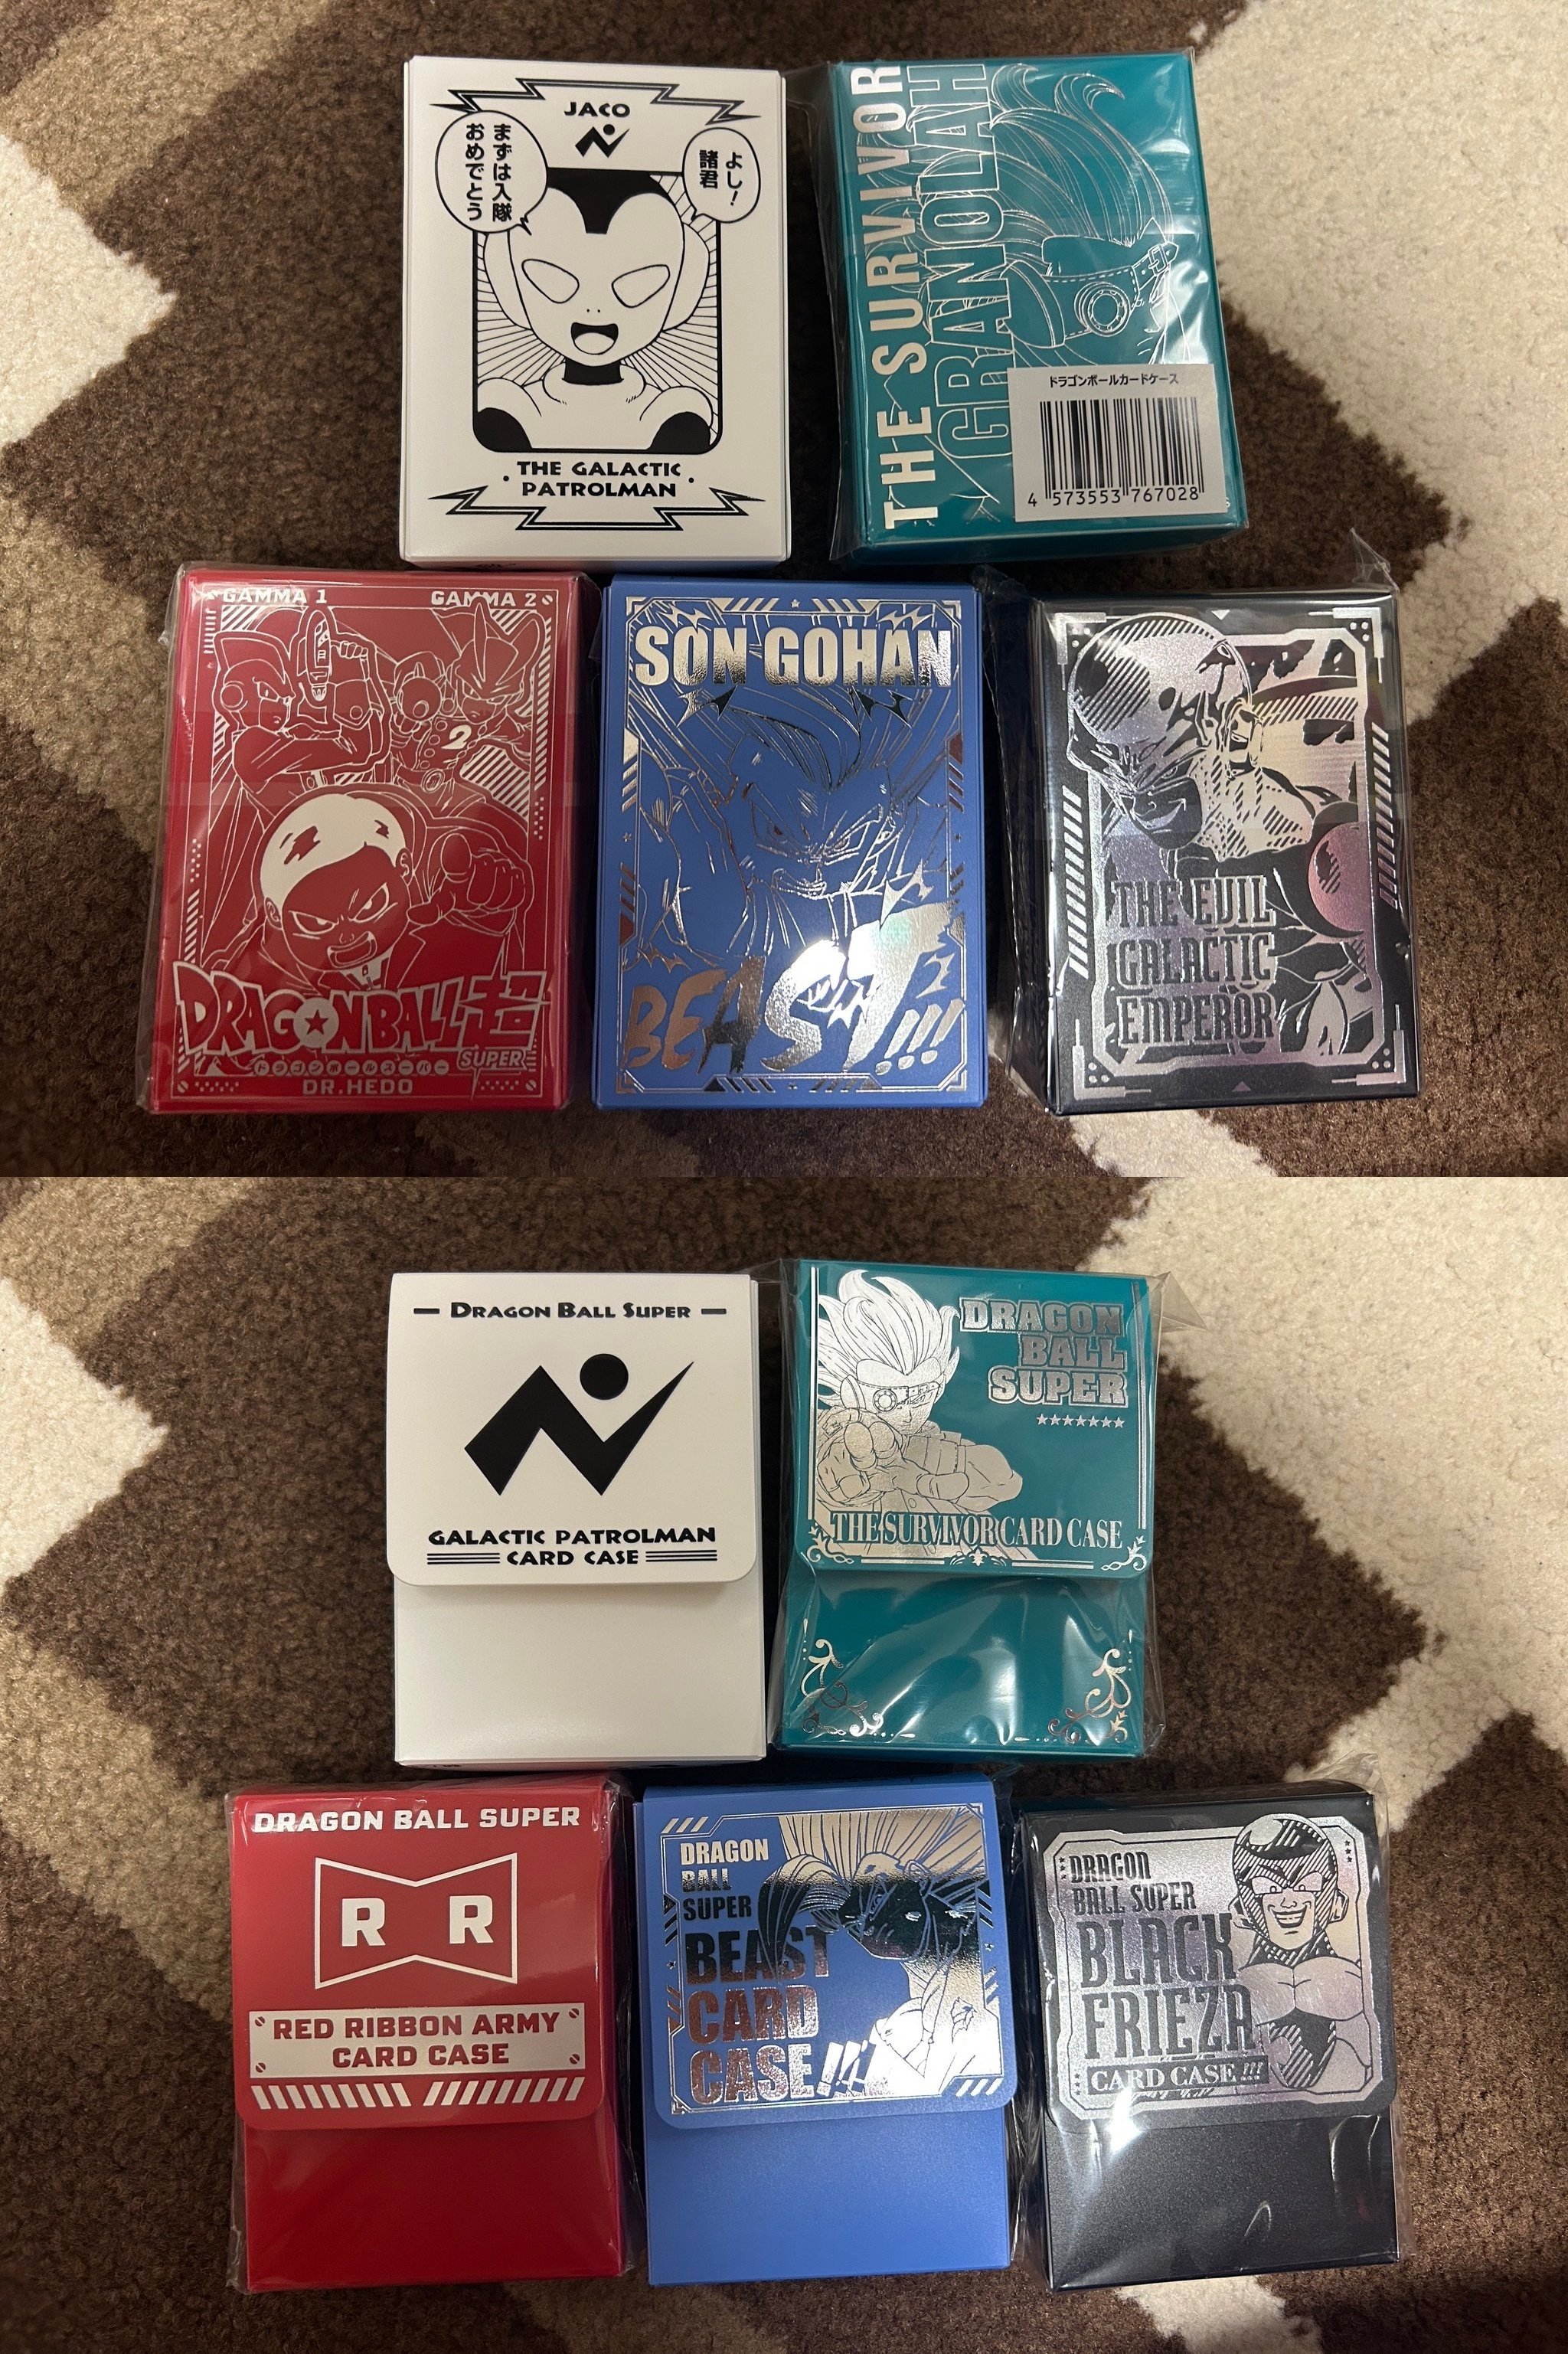 JACO
よし！
諸君
まずは入隊
おめでとう
THE GALACTIC
PATROLMAN
THE SURVIVOR
GRANOLAH
ドラゴンボールカードケース
4 573553 767028
GAMMA 1
GAMMA 2
2
DRAGON BALL超
SUPER
ドラゴンボールスーパー
DR.HEDO
SON GOHAN
BEAST!!!
THE EVIL
GALACTIC
EMPEROR
DRAGON BALL SUPER
GALACTIC PATROLMAN
CARD CASE
DRAGON
BALL
SUPER
THE SURVIVOR CARD CASE
DRAGON BALL SUPER
R R
RED RIBBON ARMY
CARD CASE
DRAGON
BALL
SUPER
BEAST
CARD
CASE!!!
DRAGON
BALL SUPER
BLACK
FRIEZA
CARD CASE!!!